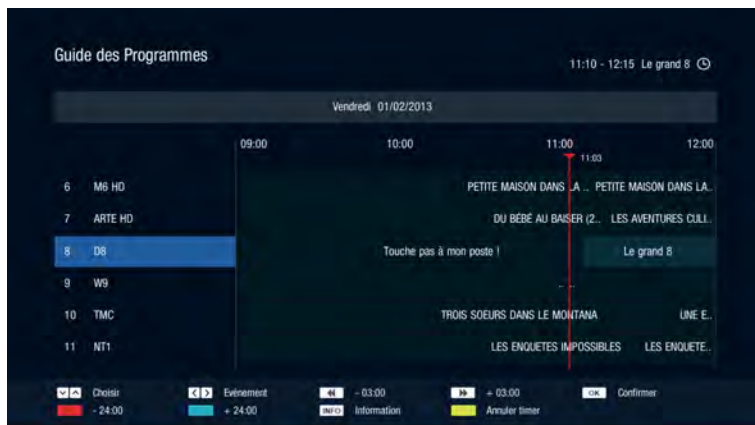 Guide des Programmes
11:10 - 12:15 Le grand 8
Vendredi 01/02/2013
09:00 10:00 11:00 12:00
11:03
6 M6 HD PETITE MAISON DANS LA .. PETITE MAISON DANS LA..
7 ARTE HD DU BÉBÉ AU BAISER (2.. LES AVENTURES CULI..
8 D8 Touche pas à mon poste ! Le grand 8
9 W9 .. ..
10 TMC TROIS SOEURS DANS LE MONTANA UNE E..
11 NT1 LES ENQUETES IMPOSSIBLES LES ENQUETE..
Choisir Evénement - 03:00 + 03:00 OK Confirmer
- 24:00 + 24:00 INFO Information Annuler timer